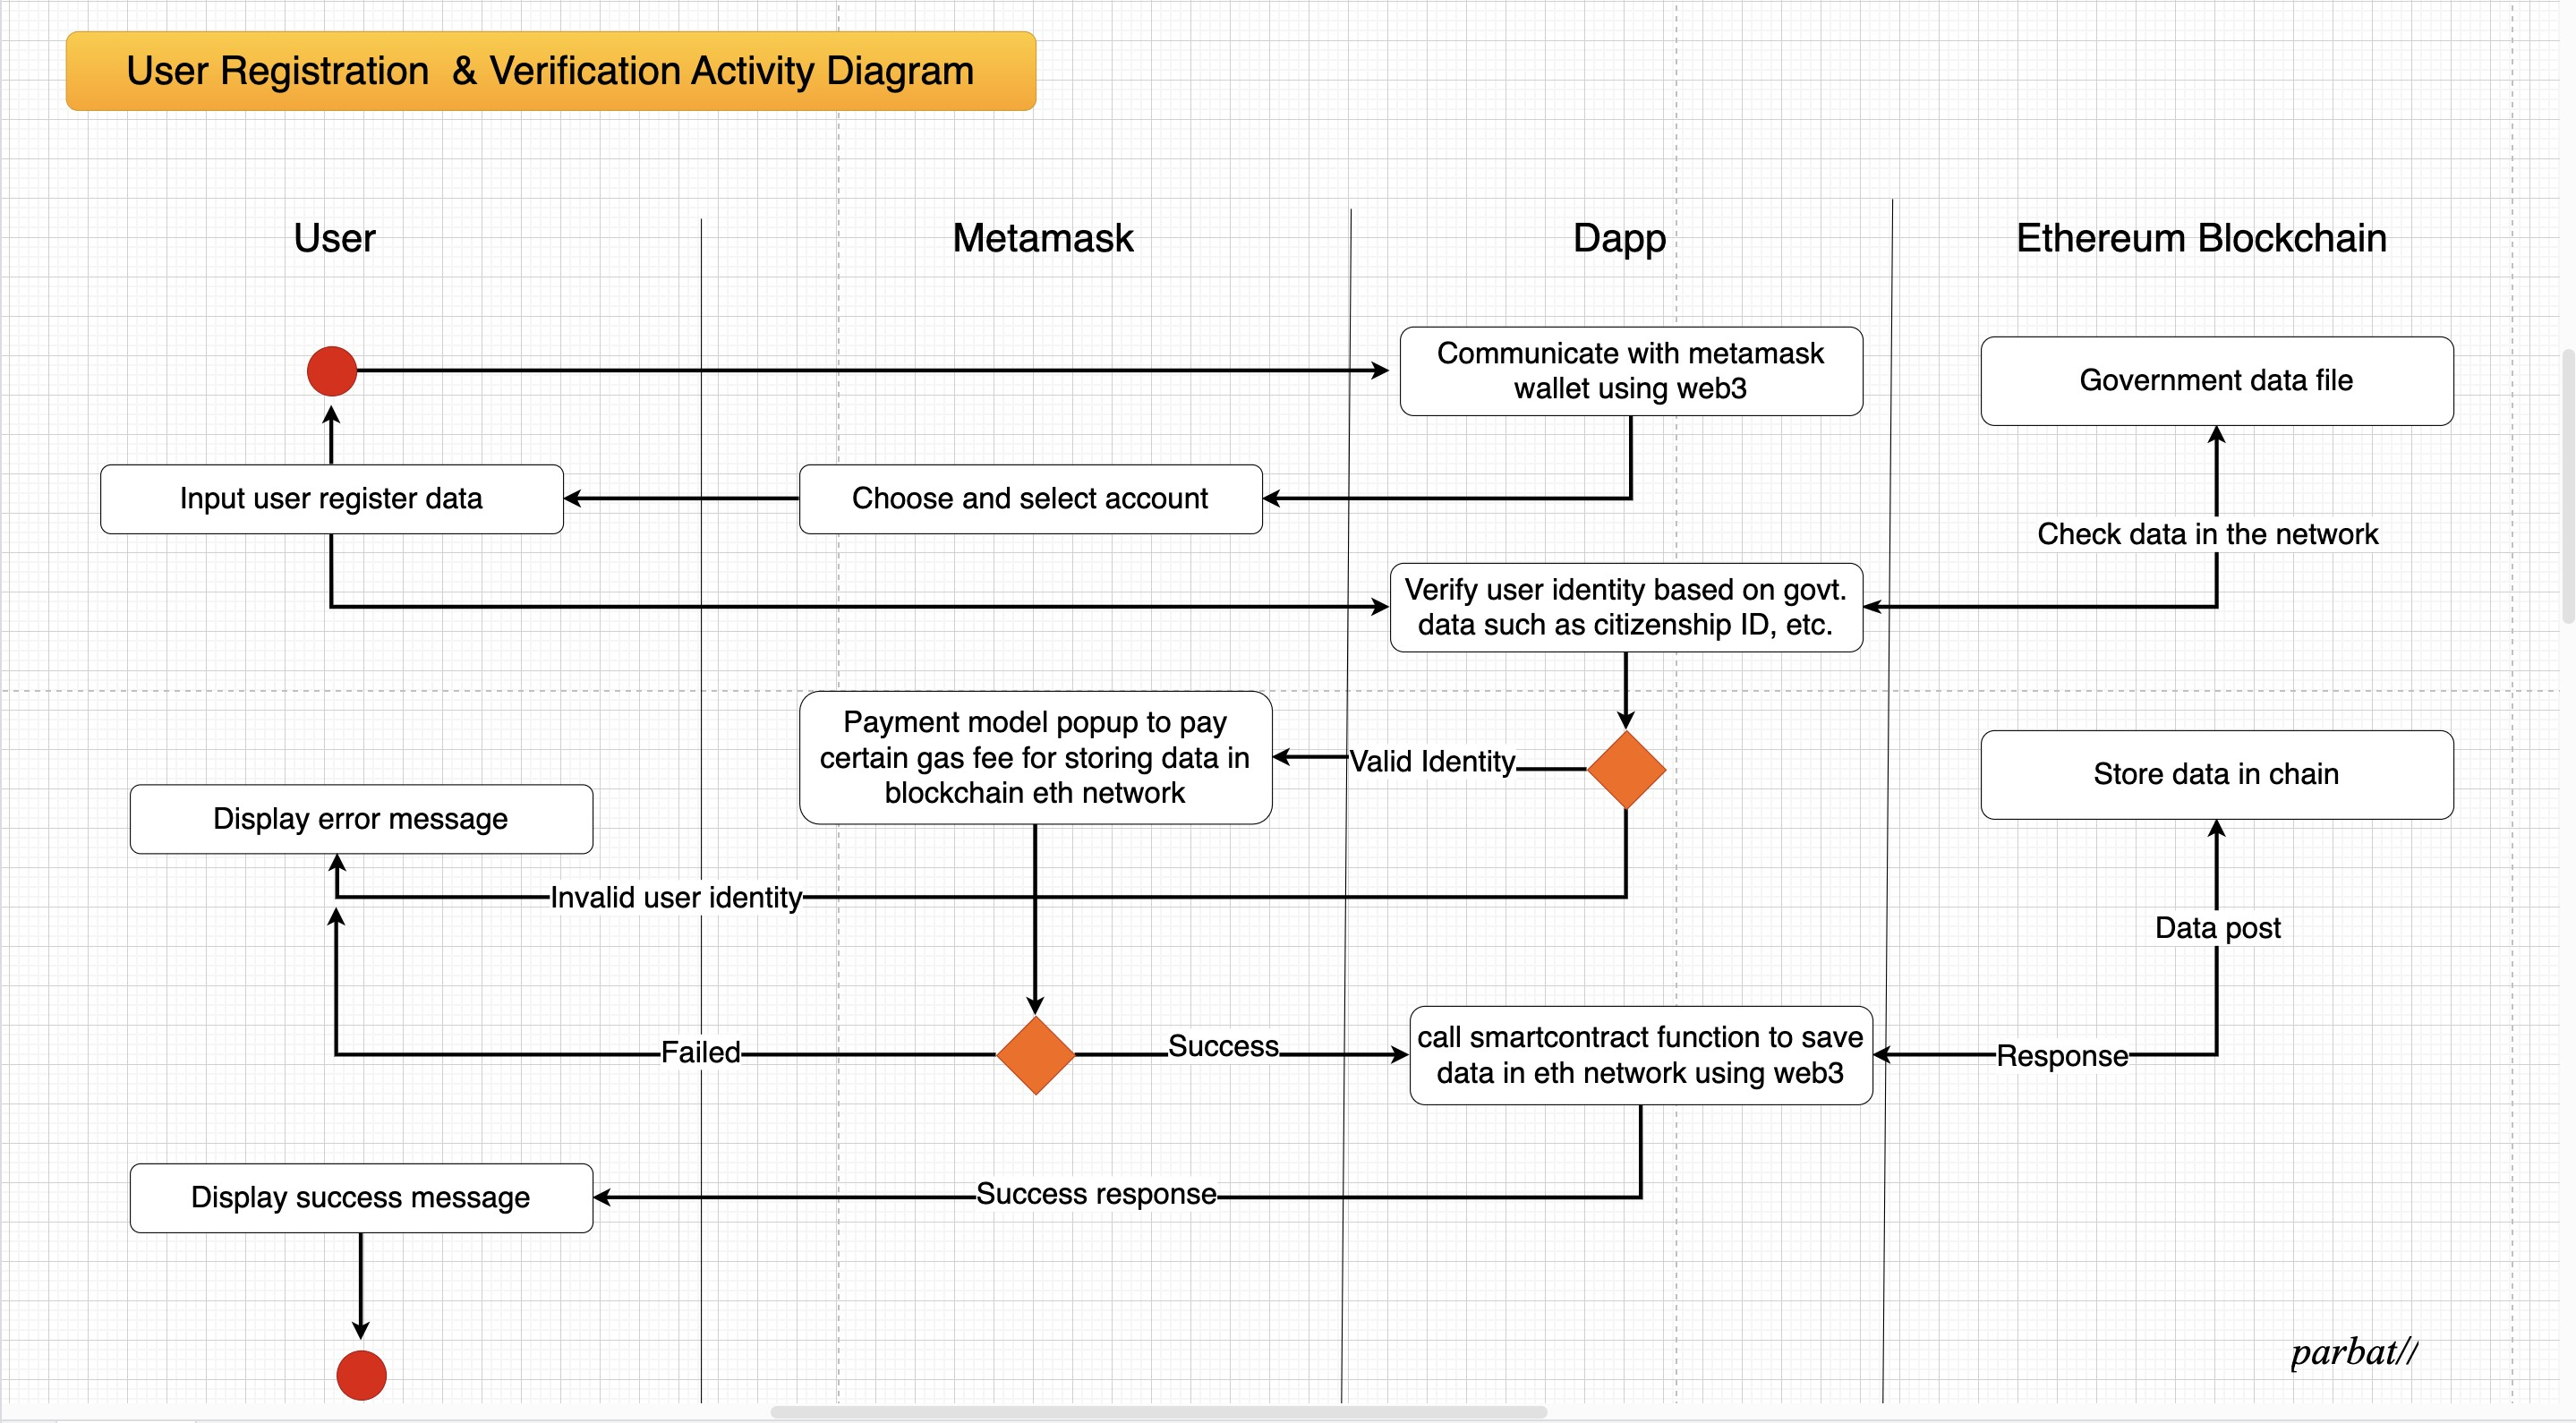 User Registration  & Verification Activity Diagram
User
Metamask
Dapp
Ethereum Blockchain
Communicate with metamask
wallet using web3
Government data file
Input user register data
Choose and select account
Check data in the network
Verify user identity based on govt.
data such as citizenship ID, etc.
Payment model popup to pay
certain gas fee for storing data in
blockchain eth network
Valid Identity
Store data in chain
Display error message
Invalid user identity
Data post
Failed
Success
call smartcontract function to save
data in eth network using web3
Response
Display success message
Success response
parbat//